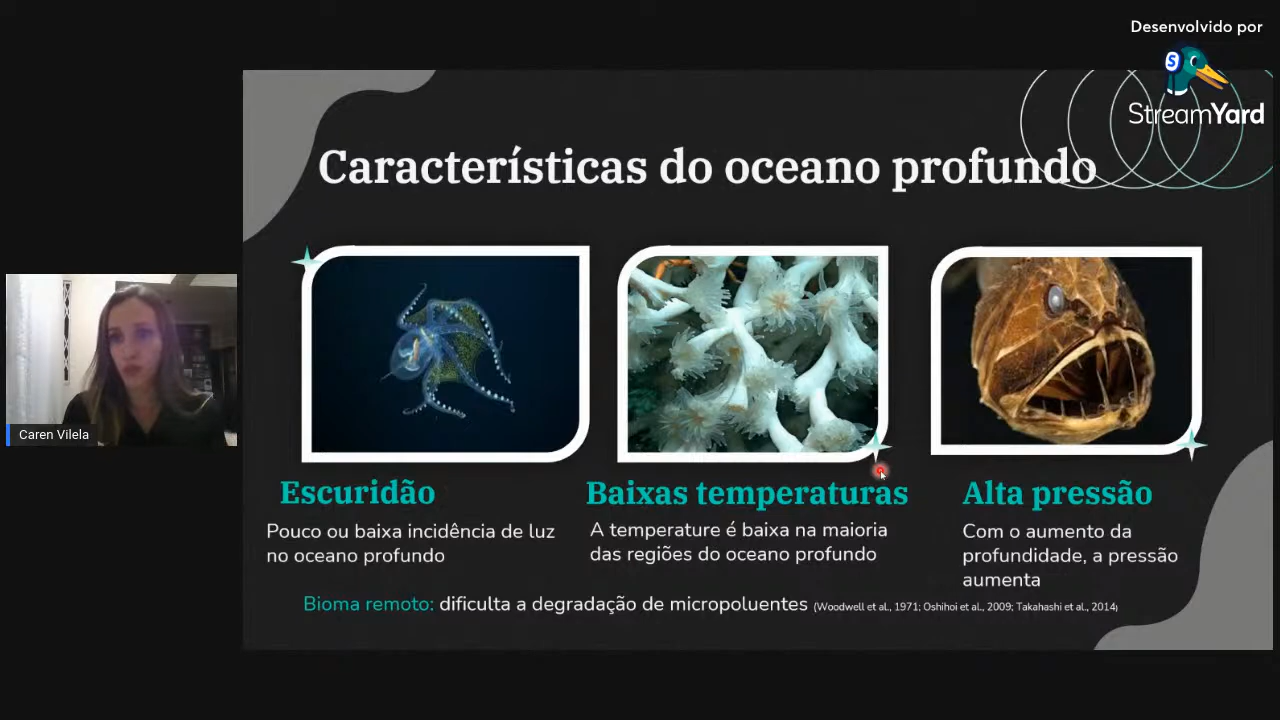 Desenvolvido por
StreamYard
Características do oceano profundo
Caren Vilela
Escuridão
Pouco ou baixa incidência de luz
no oceano profundo
Baixas temperaturas
A temperature é baixa na maioria
das regiões do oceano profundo
Alta pressão
Com o aumento da
profundidade, a pressão
aumenta
Bioma remoto: dificulta a degradação de micropoluentes (Woodwell et al., 1971; Oshihoi et al., 2009; Takahashi et al., 2014)